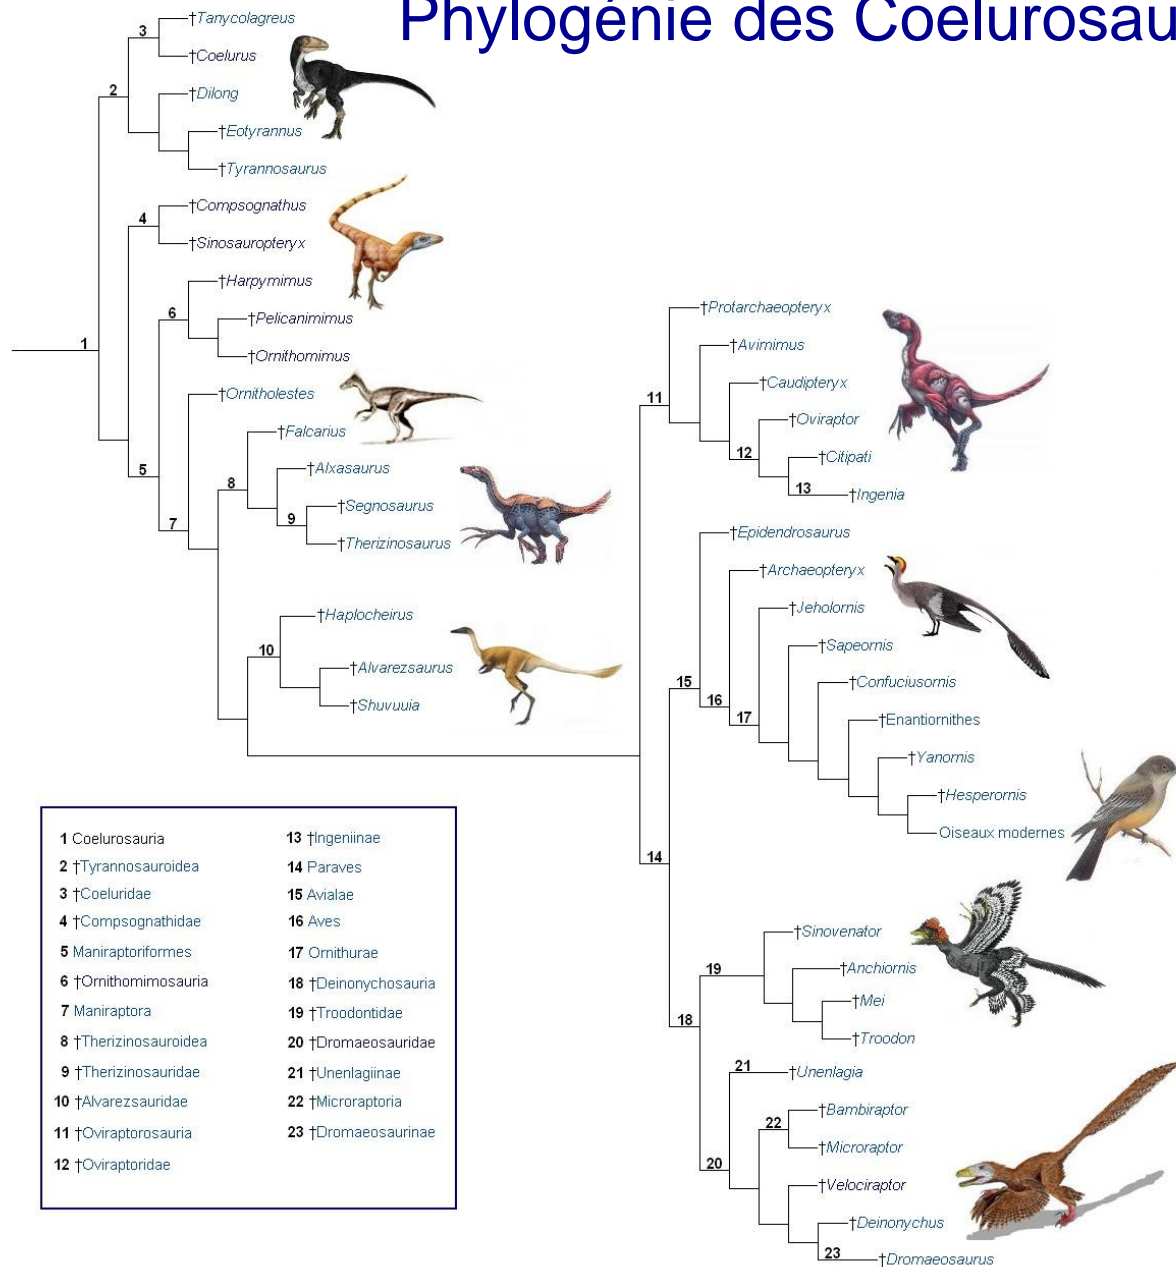 Phylogénie des Coelurosau
3
†Tanycolagreus
†Coelurus
2
†Dilong
†Eotyrannus
†Tyrannosaurus
†Compsognathus
4
†Sinosauropteryx
†Harpymimus
6
†Pelicanimimus
1
†Ornithomimus
†Ornitholestes
†Falcarius
5
†Alxasaurus
8
†Segnosaurus
9
7
†Therizinosaurus
†Haplocheirus
10
†Alvarezsaurus
†Shuvuuia
†Protarchaeopteryx
†Avimimus
†Caudipteryx
11
†Oviraptor
12
†Citipati
13
†Ingenia
†Epidendrosaurus
†Archaeopteryx
†Jeholornis
†Sapeornis
15
†Confuciusornis
16
17
†Enantiornithes
†Yanornis
†Hesperornis
Oiseaux modernes
14
†Sinovenator
19
†Anchiornis
†Mei
18
†Troodon
21
†Unenlagia
†Bambiraptor
22
†Microraptor
20
†Velociraptor
†Deinonychus
23
†Dromaeosaurus
1 Coelurosauria
2 †Tyrannosauroidea
3 †Coeluridae
4 †Compsognathidae
5 Maniraptoriformes
6 †Ornithomimosauria
7 Maniraptora
8 †Therizinosauroidea
9 †Therizinosauridae
10 †Alvarezsauridae
11 †Oviraptorosauria
12 †Oviraptoridae
13 †Ingeniinae
14 Paraves
15 Avialae
16 Aves
17 Ornithurae
18 †Deinonychosauria
19 †Troodontidae
20 †Dromaeosauridae
21 †Unenlagiinae
22 †Microraptoria
23 †Dromaeosaurinae